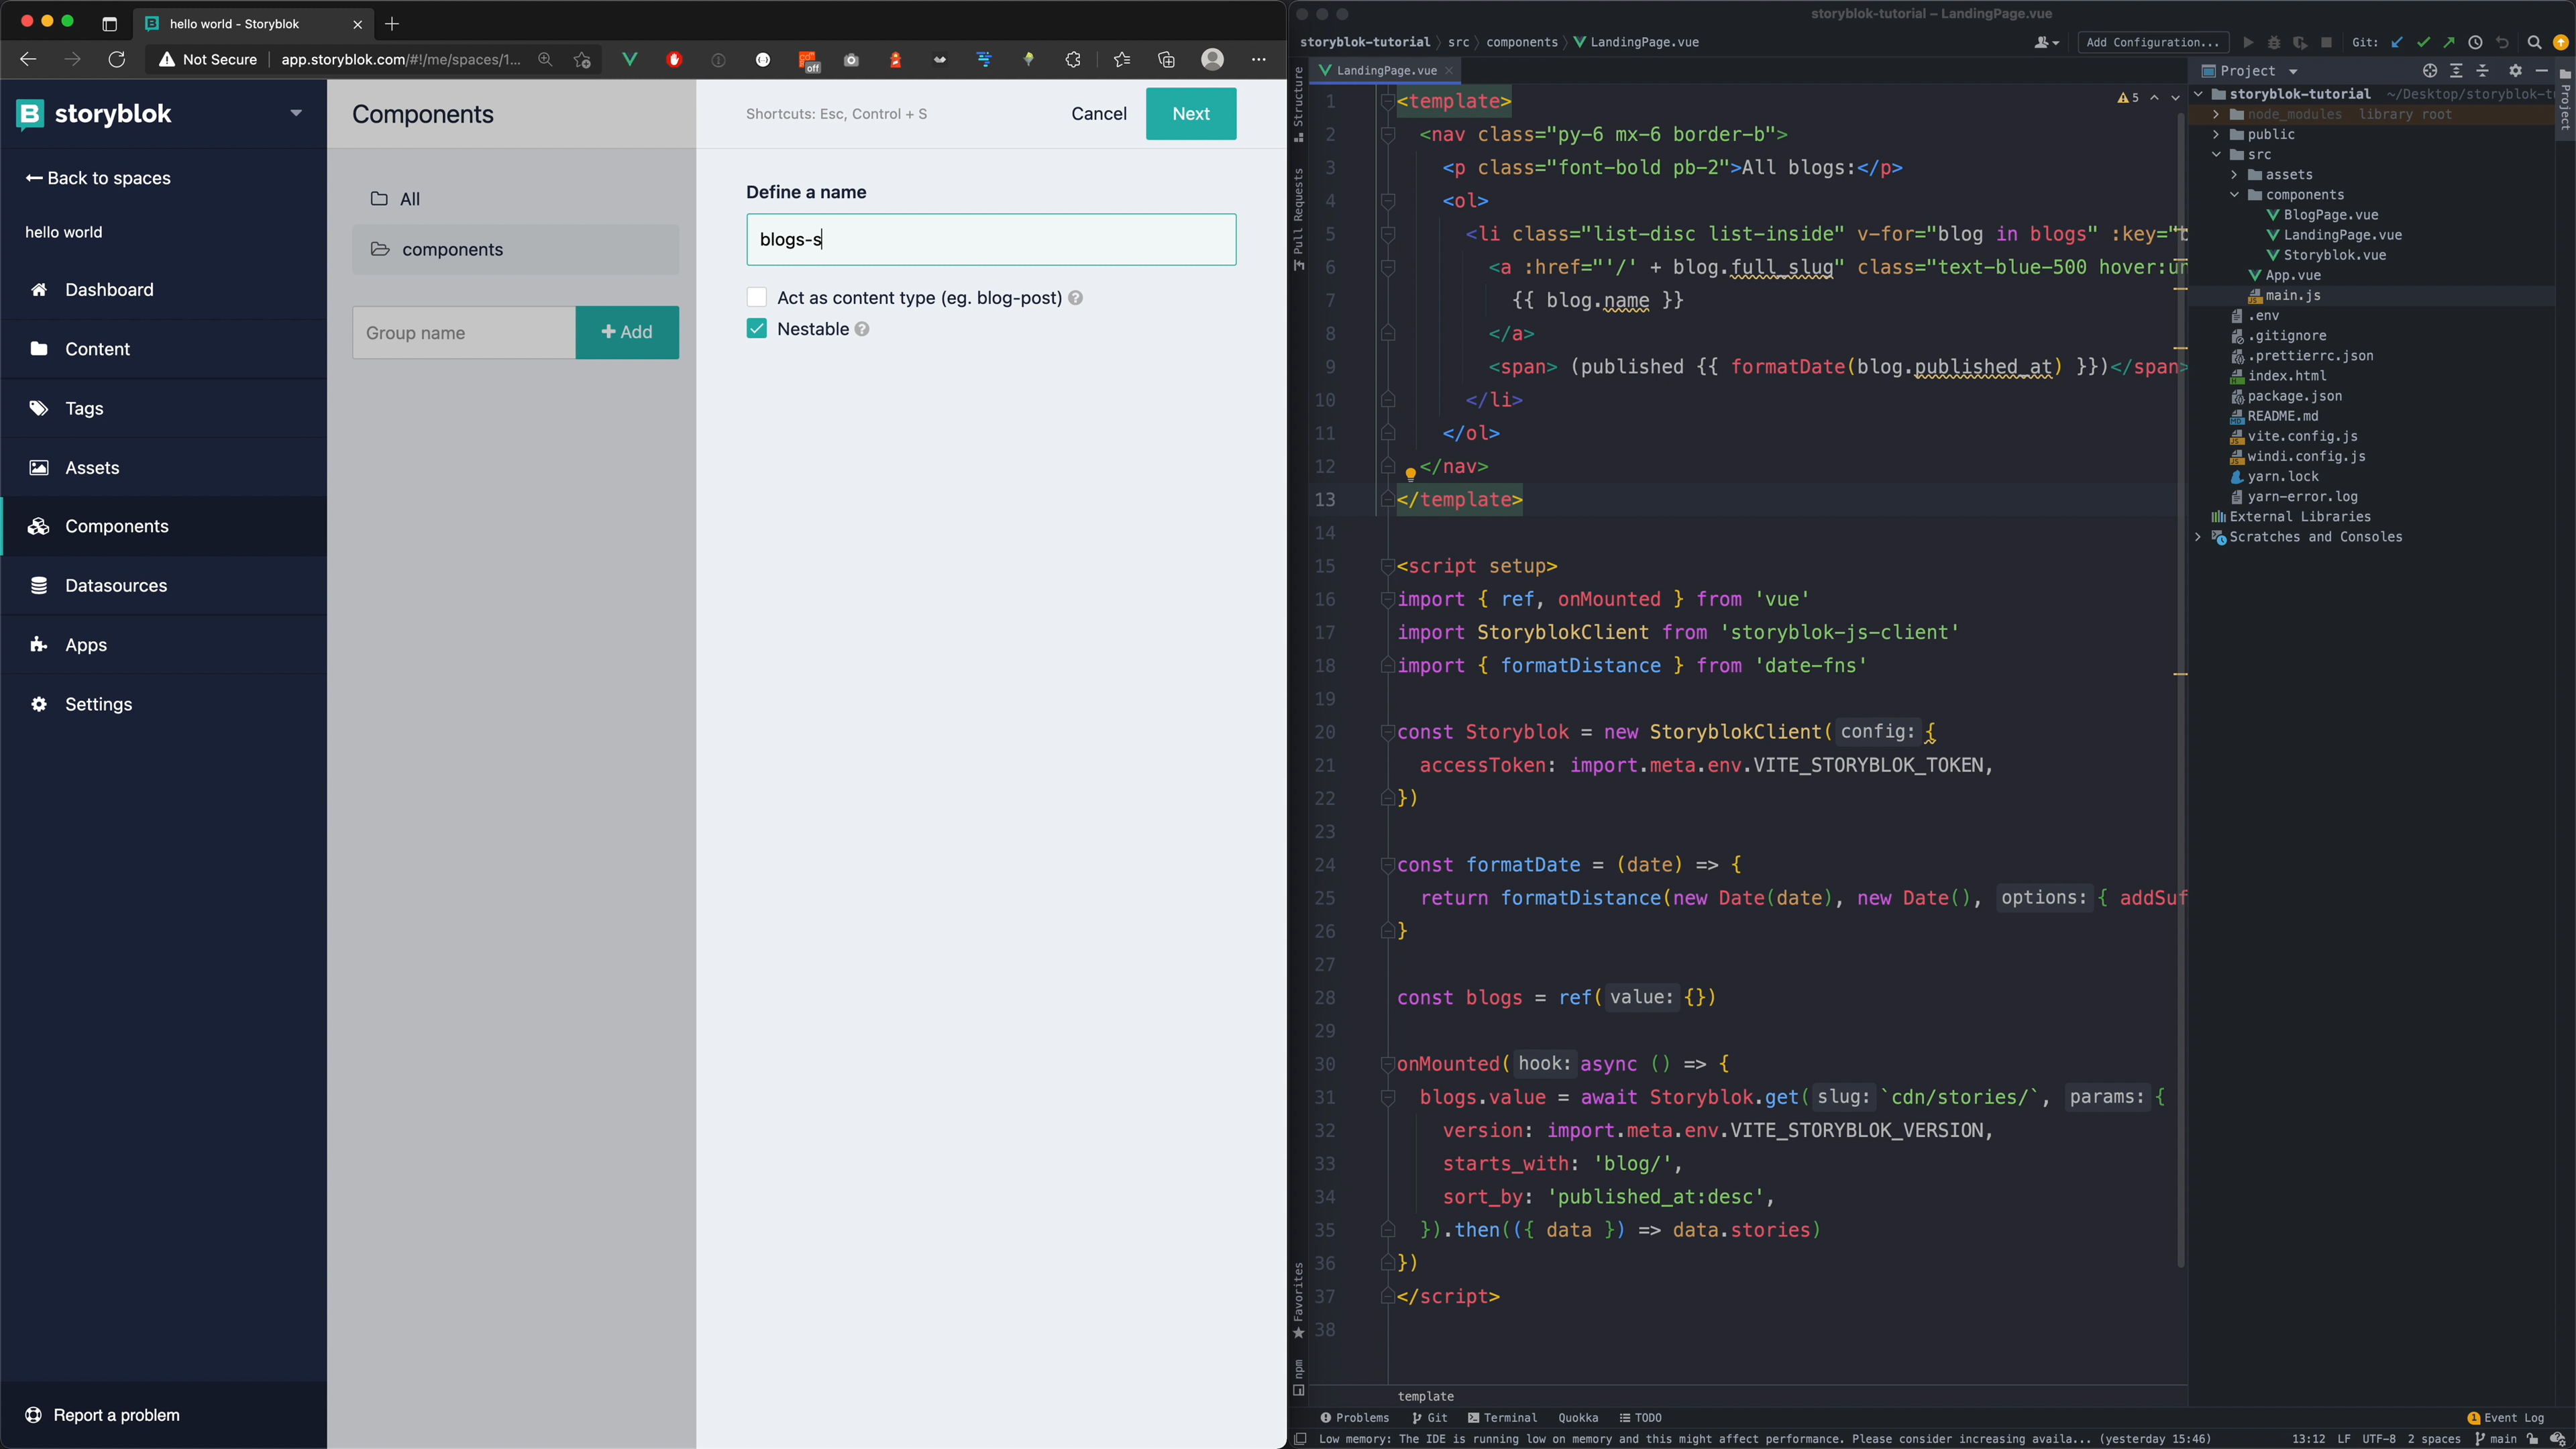 hello world - Storyblok
Not Secure
app.storyblok.com/#!/me/spaces/1...
off
storyblok
Back to spaces
hello world
Dashboard
Content
Tags
Assets
Components
Datasources
Apps
Settings
Report a problem
Components
All
components
Group name
+ Add
Shortcuts: Esc, Control + S
Cancel
Next
Define a name
blogs-s
Act as content type (eg. blog-post) ?
Nestable ?
storyblok-tutorial – LandingPage.vue
storyblok-tutorial 〉 src 〉 components 〉 LandingPage.vue
Add Configuration...
Git:
LandingPage.vue
Structure
Pull Requests
Favorites
npm
5
1 <template>
2 <nav class="py-6 mx-6 border-b">
3 <p class="font-bold pb-2">All blogs:</p>
4 <ol>
5 <li class="list-disc list-inside" v-for="blog in blogs" :key="b
6 <a :href="'/' + blog.full_slug" class="text-blue-500 hover:un
7 {{ blog.name }}
8 </a>
9 <span> (published {{ formatDate(blog.published_at) }})</span>
10 </li>
11 </ol>
12 </nav>
13 </template>
14
15 <script setup>
16 import { ref, onMounted } from 'vue'
17 import StoryblokClient from 'storyblok-js-client'
18 import { formatDistance } from 'date-fns'
19
20 const Storyblok = new StoryblokClient( config: {
21 accessToken: import.meta.env.VITE_STORYBLOK_TOKEN,
22 })
23
24 const formatDate = (date) => {
25 return formatDistance(new Date(date), new Date(), options: { addSuf
26 }
27
28 const blogs = ref( value: {})
29
30 onMounted( hook: async () => {
31 blogs.value = await Storyblok.get( slug: `cdn/stories/`, params: {
32 version: import.meta.env.VITE_STORYBLOK_VERSION,
33 starts_with: 'blog/',
34 sort_by: 'published_at:desc',
35 }).then(({ data }) => data.stories)
36 })
37 </script>
38
template
Project
Project
storyblok-tutorial ~/Desktop/storyblok-tu
node_modules library root
public
src
assets
components
BlogPage.vue
LandingPage.vue
Storyblok.vue
App.vue
main.js
.env
.gitignore
.prettierrc.json
index.html
package.json
README.md
vite.config.js
windi.config.js
yarn.lock
yarn-error.log
External Libraries
Scratches and Consoles
Problems
Git
Terminal
Quokka
TODO
1 Event Log
Low memory: The IDE is running low on memory and this might affect performance. Please consider increasing availa... (yesterday 15:46)
13:12 LF UTF-8 2 spaces main